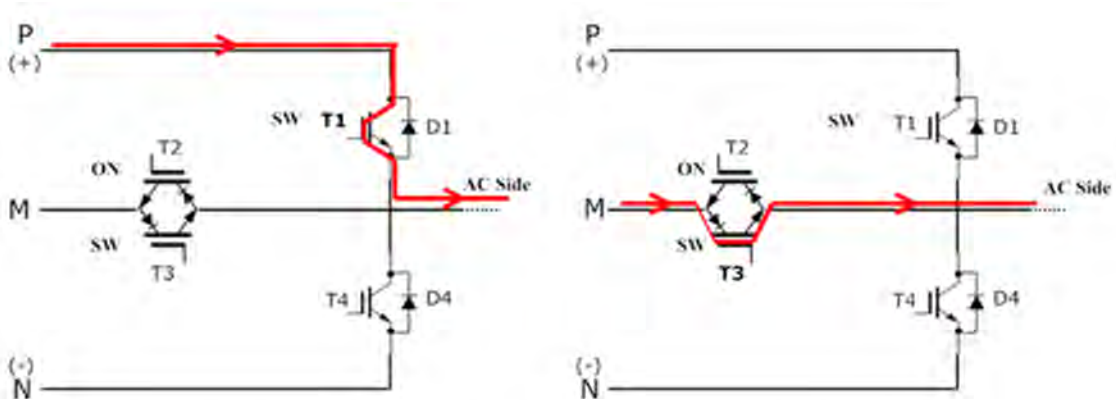 P
(+)
SW T1 D1
T2
ON
AC Side
M
SW
T3
T4 D4
(-)
N
P
(+)
SW T1 D1
T2
ON
AC Side
M
SW
T3
T4 D4
(-)
N